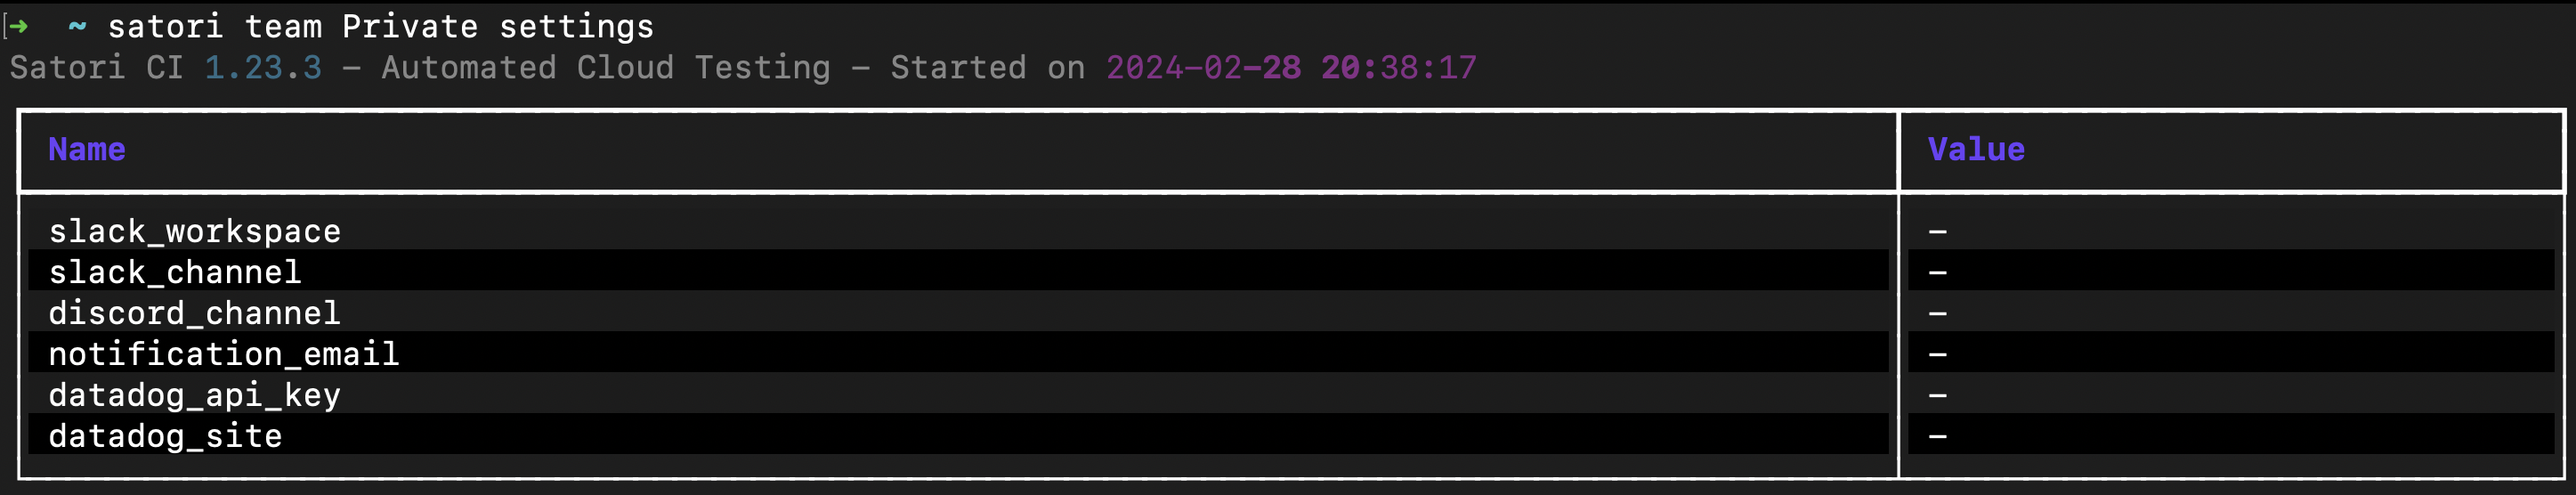 ➜ ~ satori team Private settings
Satori CI 1.23.3 – Automated Cloud Testing – Started on 2024-02-28 20:38:17
Name Value
slack_workspace –
slack_channel –
discord_channel –
notification_email –
datadog_api_key –
datadog_site –